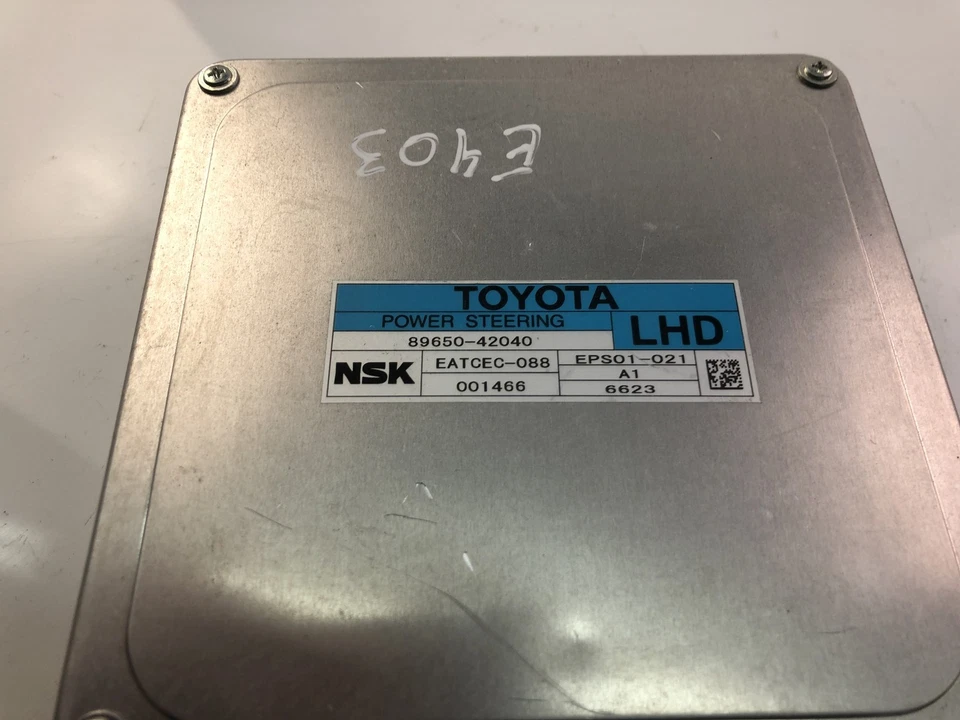 E403
TOYOTA
POWER STEERING
LHD
89650-42040
NSK
EATCEC-088
EPS01-021
A1
001466
6623